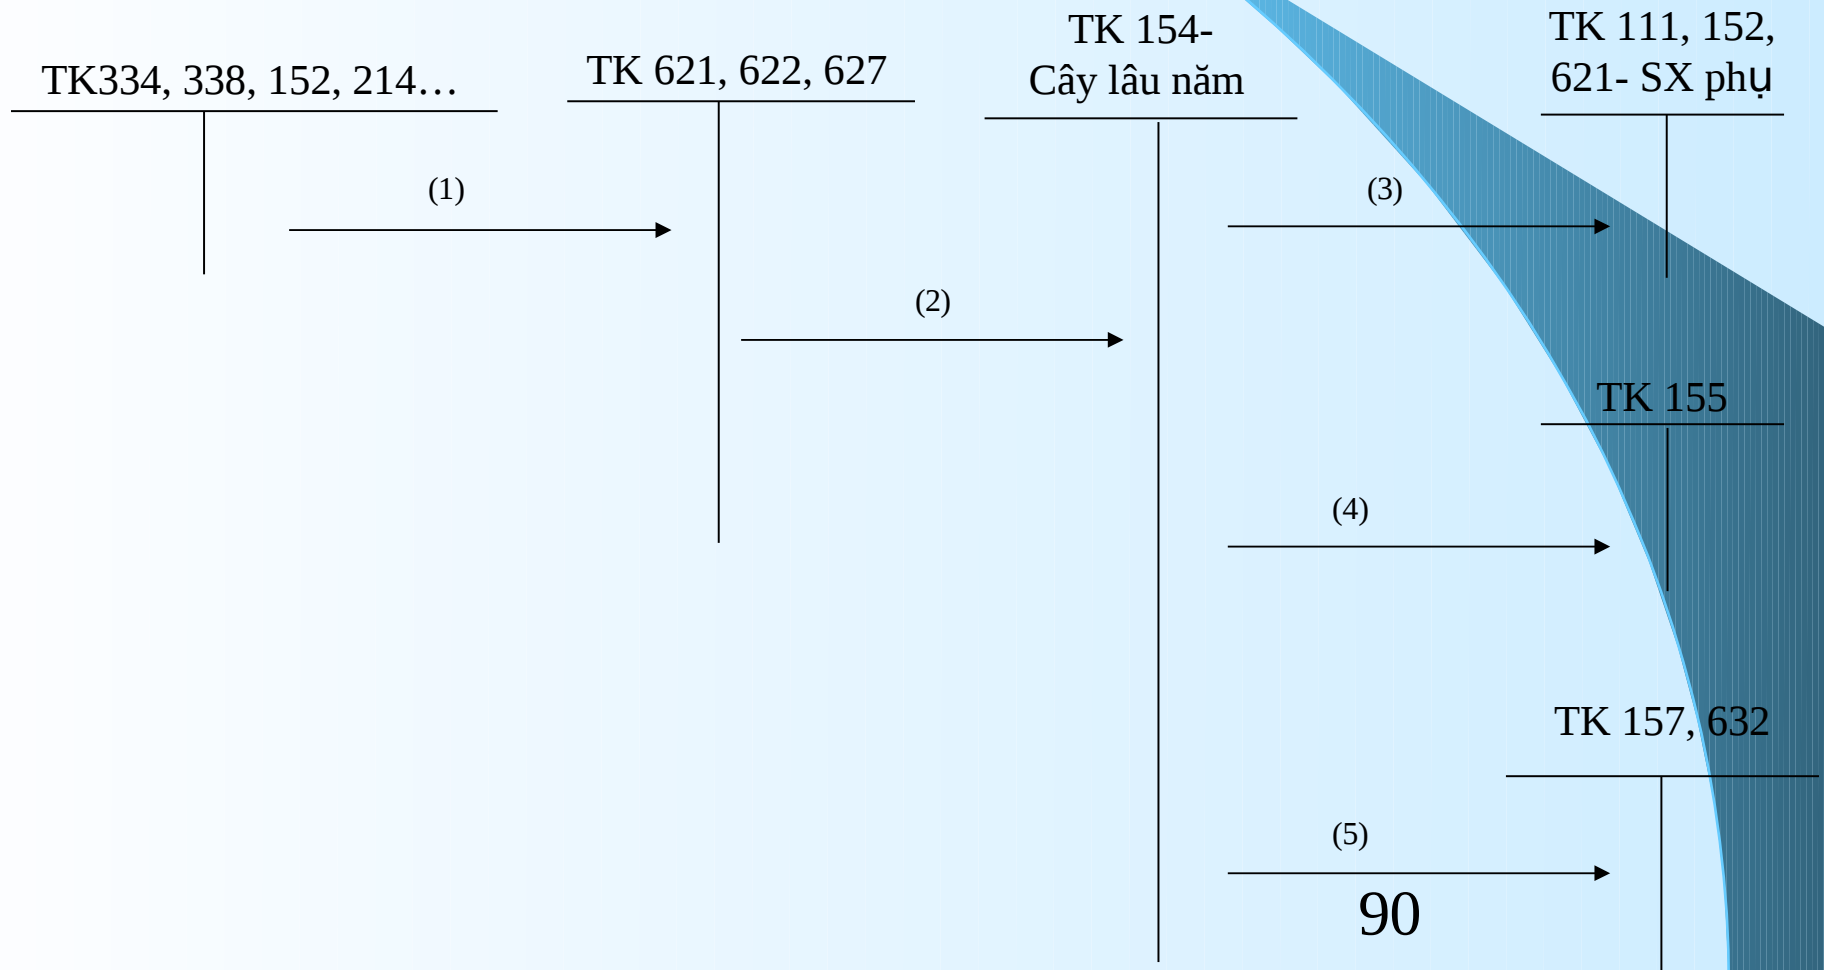 TK334, 338, 152, 214…
TK 621, 622, 627
TK 154-
Cây lâu năm
TK 111, 152,
621- SX phụ
(1)
(3)
(2)
TK 155
(4)
TK 157, 632
(5)
90